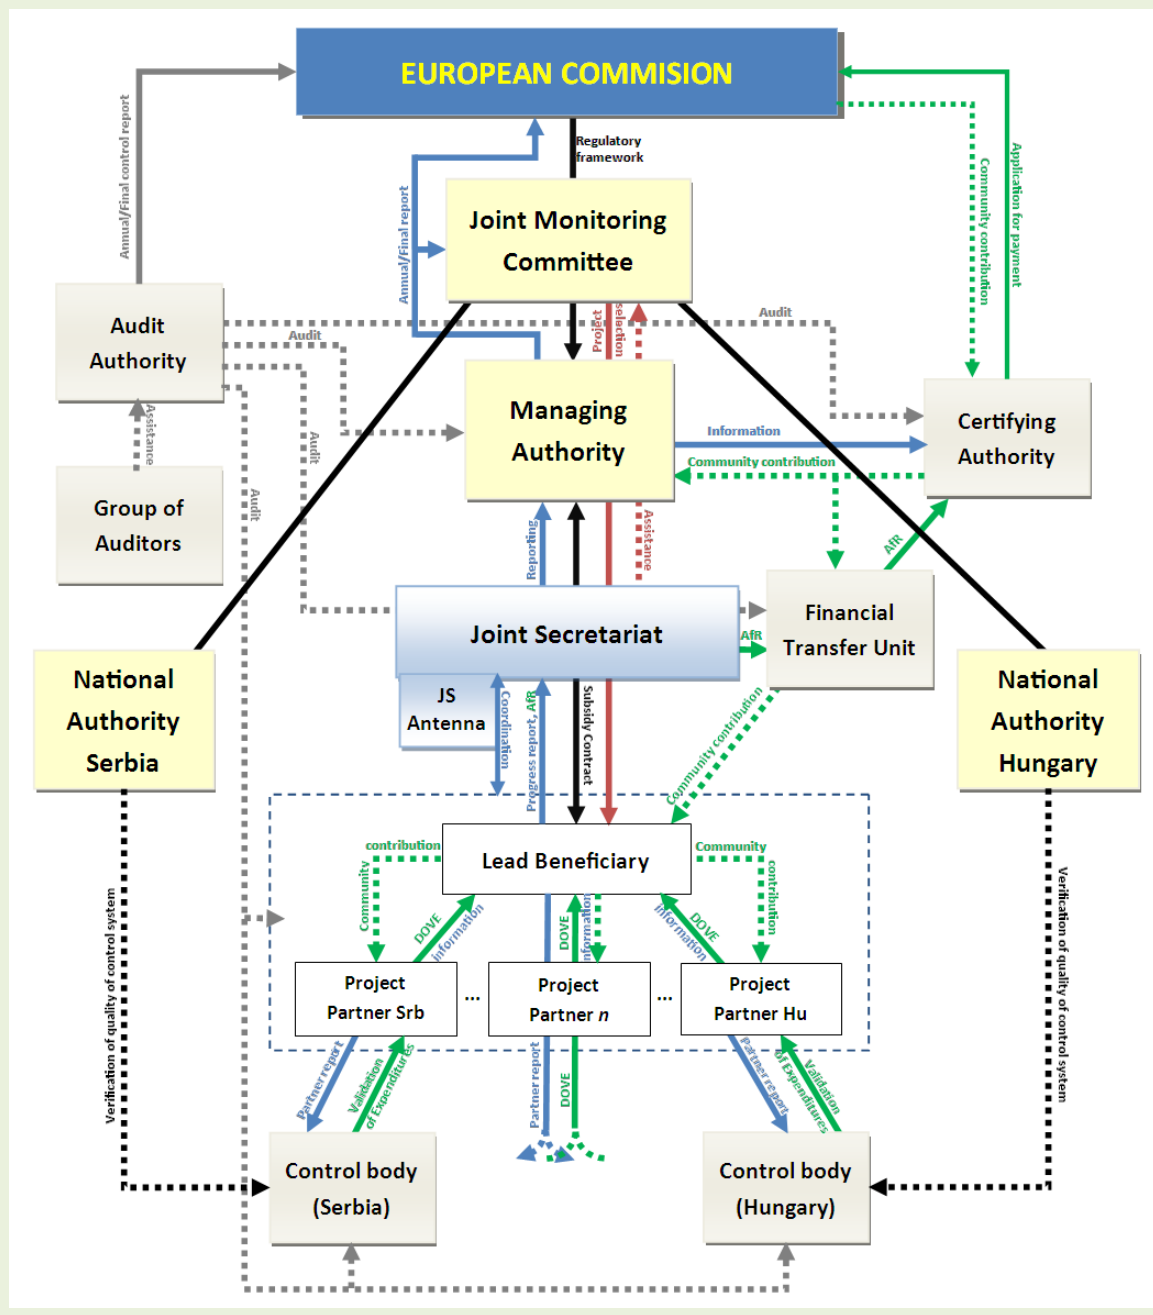 EUROPEAN COMMISION
Regulatory
framework
Annual/Final control report
Annual/Final report
Community contribution
Application for payment
Joint Monitoring
Committee
Audit
Authority
Audit
Audit
Project
selection
Managing
Authority
Certifying
Authority
Information
Community contribution
Assistance
Audit
Audit
Group of
Auditors
Reporting
Assistance
AfR
Joint Secretariat
AfR
Financial
Transfer Unit
JS
Antenna
Coordination
Progress report, AfR
Subsidy Contract
Community contribution
National
Authority
Serbia
National
Authority
Hungary
Lead Beneficiary
contribution
Community
Community
contribution
DOVE
information
DOVE
information
DOVE
information
Project
Partner Srb
...
Project
Partner n
...
Project
Partner Hu
Verification of quality of control system
Verification of quality of control system
Partner report
Validation
of Expenditures
Partner report
DOVE
Partner report
Validation
of Expenditures
Control body
(Serbia)
Control body
(Hungary)